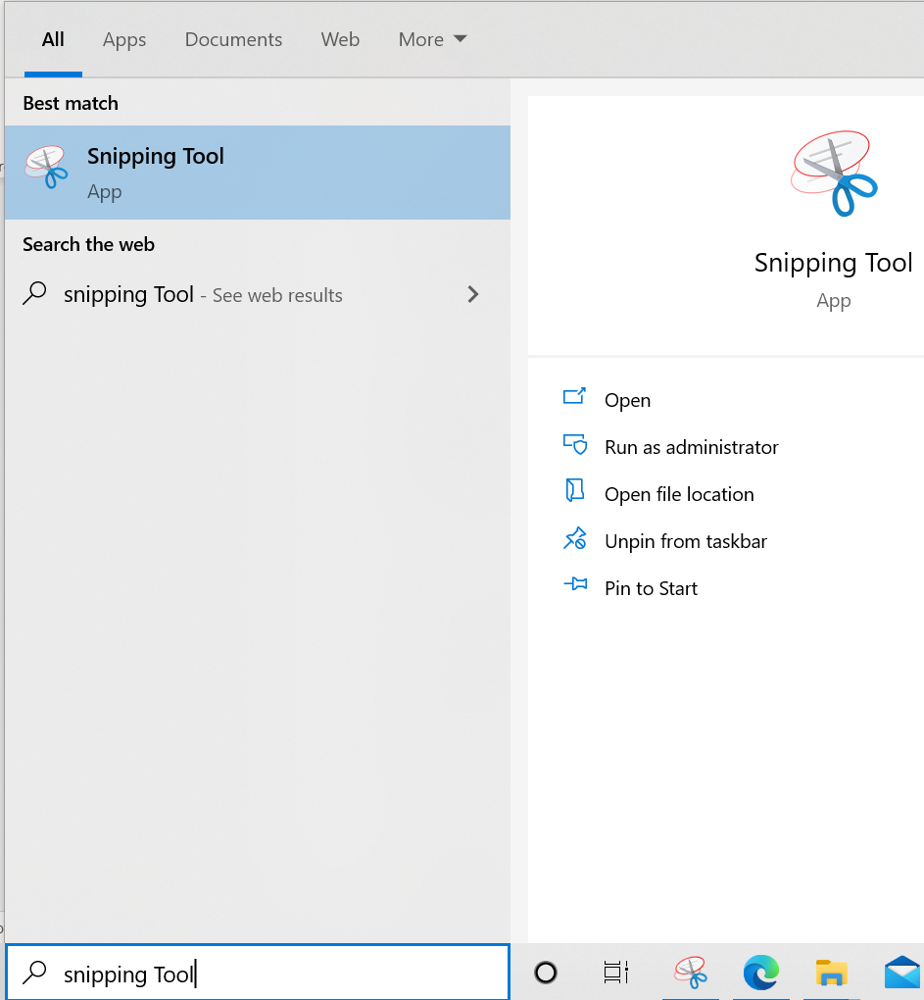 All Apps Documents Web More
Best match
Snipping Tool
App
Search the web
snipping Tool - See web results
Snipping Tool
App
Open
Run as administrator
Open file location
Unpin from taskbar
Pin to Start
snipping Tool